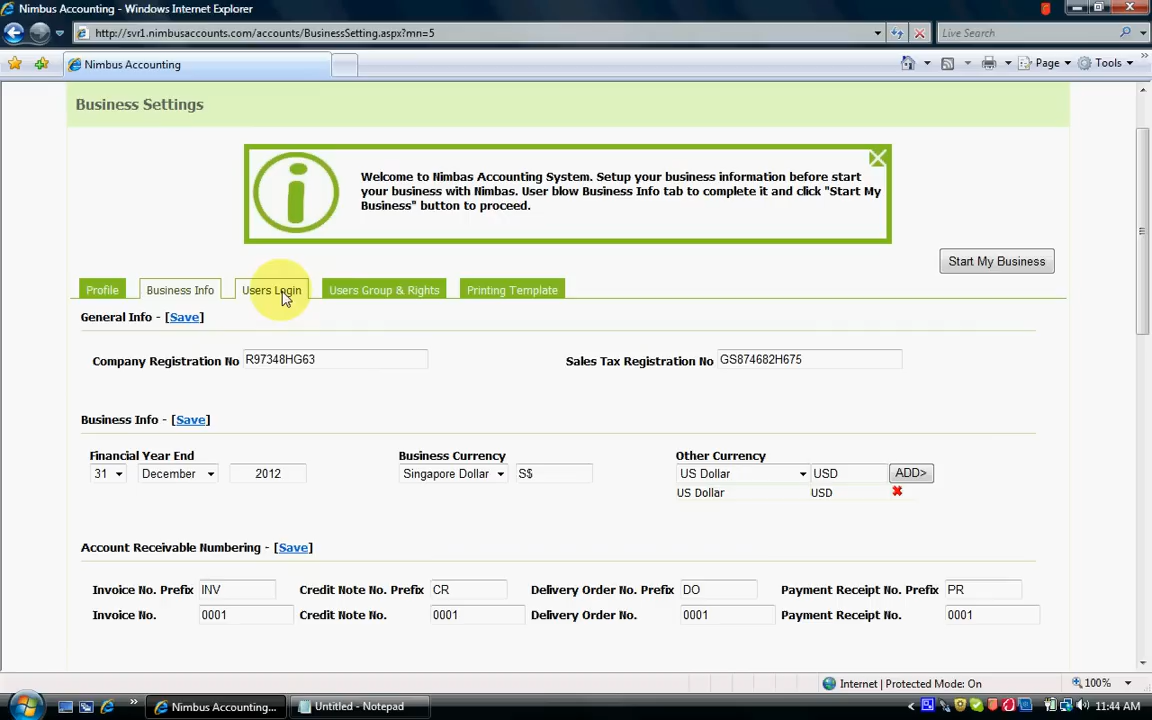 Nimbus Accounting - Windows Internet Explorer
http://svr1.nimbusaccounts.com/accounts/BusinessSetting.aspx?mn=5
Live Search
Nimbus Accounting
Page
Tools
Business Settings
Welcome to Nimbas Accounting System. Setup your business information before start
your business with Nimbas. User blow Business Info tab to complete it and click "Start My
Business" button to proceed.
Start My Business
Profile
Business Info
Users Login
Users Group & Rights
Printing Template
General Info - [Save]
Company Registration No R97348HG63
Sales Tax Registration No GS874682H675
Business Info - [Save]
Financial Year End
Business Currency
Other Currency
31 December 2012
Singapore Dollar S$
US Dollar USD ADD>
US Dollar USD
Account Receivable Numbering - [Save]
Invoice No. Prefix INV Credit Note No. Prefix CR Delivery Order No. Prefix DO Payment Receipt No. Prefix PR
Invoice No. 0001 Credit Note No. 0001 Delivery Order No. 0001 Payment Receipt No. 0001
Internet | Protected Mode: On
100%
Nimbus Accounting...
Untitled - Notepad
11:44 AM